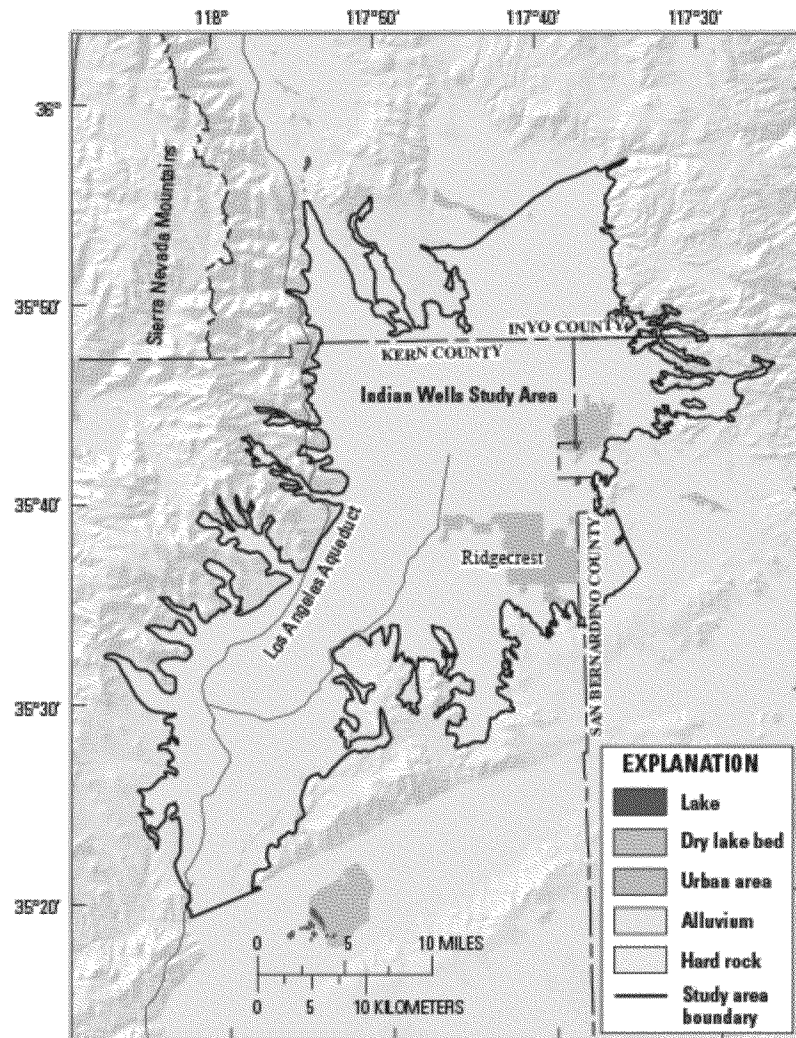 118° 117°50' 117°40' 117°30'
36°
Sierra Nevada Mountains
35°50'
INYO COUNTY
KERN COUNTY
Indian Wells Study Area
35°40'
Los Angeles Aqueduct
Ridgecrest
SAN BERNARDINO COUNTY
35°30'
EXPLANATION
Lake
Dry lake bed
Urban area
Alluvium
Hard rock
Study area
boundary
35°20'
0 5 10 MILES
0 5 10 KILOMETERS